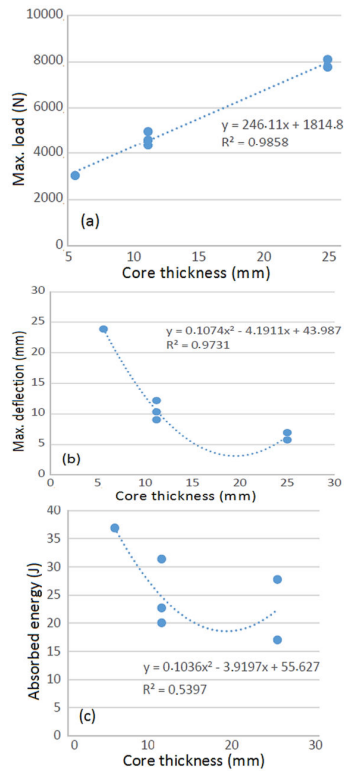 10000
8000
6000
4000
2000
0
Max. load (N)
y = 246.11x + 1814.8
R² = 0.9858
(a)
5 10 15 20 25
Core thickness (mm)
30
25
20
15
10
5
0
Max. deflection (mm)
y = 0.1074x² - 4.1911x + 43.987
R² = 0.9731
(b)
0 5 10 15 20 25 30
Core thickness (mm)
40
35
30
25
20
15
10
5
0
Absorbed energy (J)
y = 0.1036x² - 3.9197x + 55.627
R² = 0,5397
(c)
0 10 20 30
Core thickness (mm)